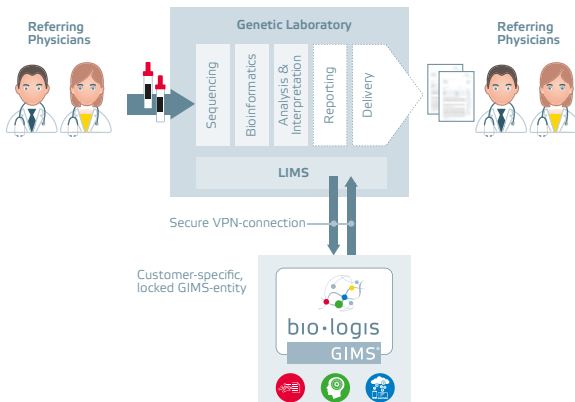 Genetic Laboratory
Referring
Physicians
Sequencing
Bioinformatics
Analysis &
Interpretation
Reporting
Delivery
Referring
Physicians
LIMS
Secure VPN-connection
Customer-specific,
locked GIMS-entity
bio•logis
GIMS®